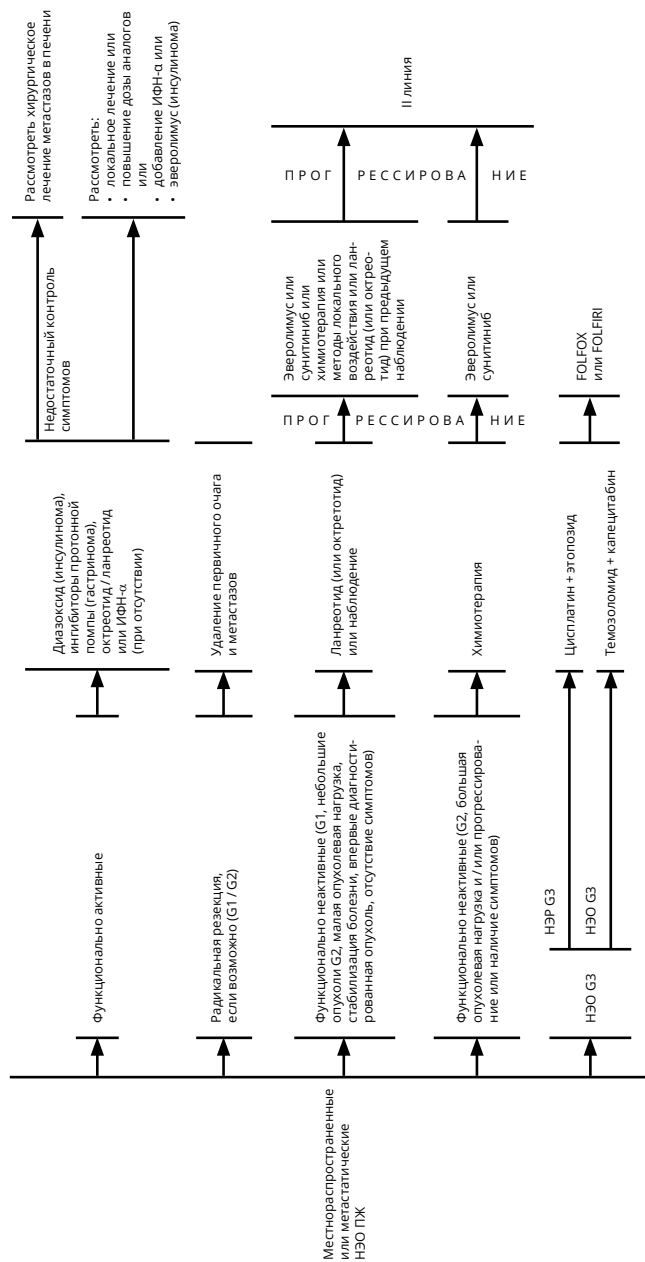 Местнораспространенные
или метастатические
НЭО ПЖ
Функционально активные
Диазоксид (инсулинома),
ингибиторы протонной
помпы (гастринома),
октреотид / ланреотид
или ИФН-α
(при отсутствии)
Недостаточный контроль
симптомов
Рассмотреть хирургическое
лечение метастазов в печени
Рассмотреть:
• локальное лечение или
• повышение дозы аналогов
или
• добавление ИФН-α или
• эверолимус (инсулинома)
Радикальная резекция,
если возможно (G1 / G2)
Удаление первичного очага
и метастазов
Функционально неактивные (G1, небольшие
опухоли G2, малая опухолевая нагрузка,
стабилизация болезни, впервые диагности-
рованная опухоль, отсутствие симптомов)
Ланреотид (или октретотид)
или наблюдение
Эверолимус или
сунитиниб или
химиотерапия или
методы локального
воздействия или лан-
реотид (или октрео-
тид) при предыдущем
наблюдении
Функционально неактивные (G2, большая
опухолевая нагрузка и / или прогрессирова-
ние или наличие симптомов)
Химиотерапия
ПРОГРЕССИРОВАНИЕ
Эверолимус или
сунитиниб
ПРОГРЕССИРОВАНИЕ
II линия
НЭО G3
НЭР G3
Цисплатин + этопозид
НЭО G3
Темозоломид + капецитабин
FOLFOX
или FOLFIRI